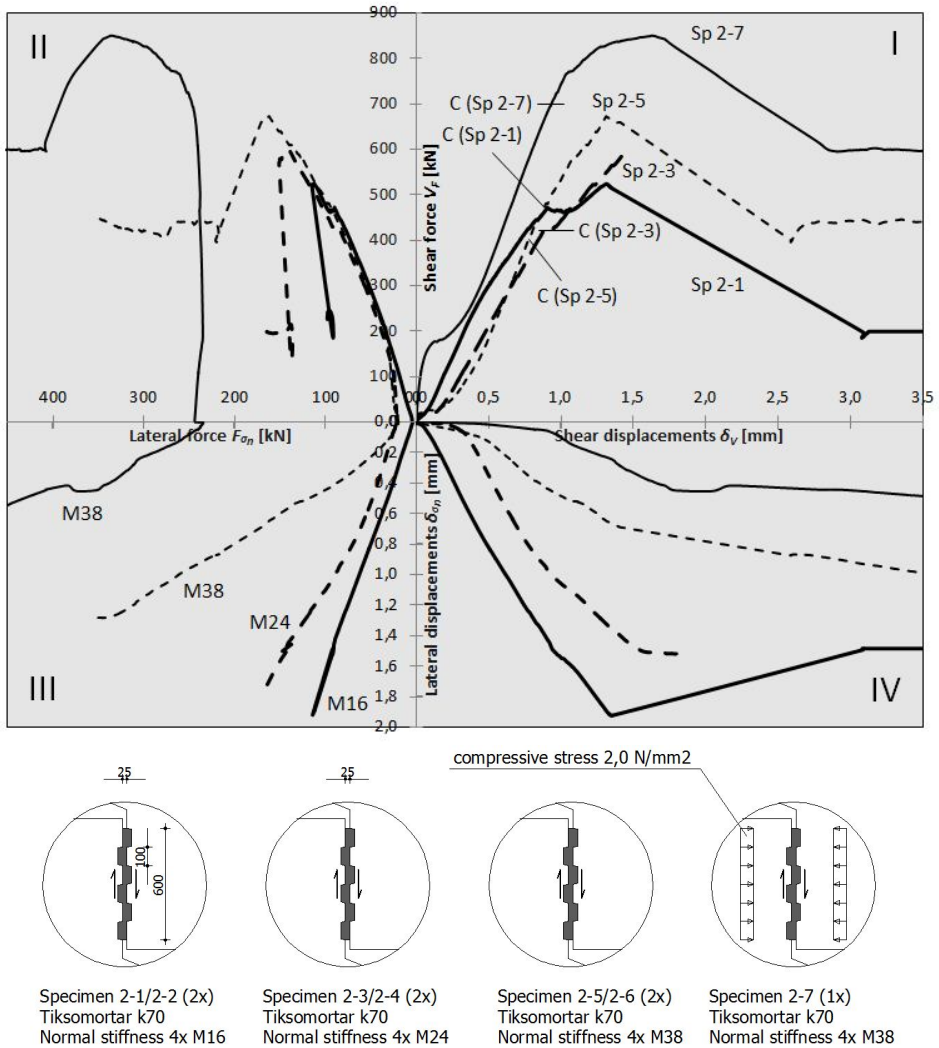 900
II
I
Sp 2-7
800
700
C (Sp 2-7)
Sp 2-5
C (Sp 2-1)
600
Shear force V_F [kN]
Sp 2-3
500
400
C (Sp 2-3)
300
C (Sp 2-5)
Sp 2-1
200
100
400 300 200 100 0,0 0,5 1,0 1,5 2,0 2,5 3,0 3,5
0,0
Lateral force Fσn [kN]
Shear displacements δV [mm]
0,2
0,4
Lateral displacements δσn [mm]
M38
0,6
0,8
1,0
M38
1,2
M24
1,4
1,6
III
IV
M16
1,8
2,0
compressive stress 2,0 N/mm2
25
25
100
600
Specimen 2-1/2-2 (2x)
Tiksomortar k70
Normal stiffness 4x M16
Specimen 2-3/2-4 (2x)
Tiksomortar k70
Normal stiffness 4x M24
Specimen 2-5/2-6 (2x)
Tiksomortar k70
Normal stiffness 4x M38
Specimen 2-7 (1x)
Tiksomortar k70
Normal stiffness 4x M38